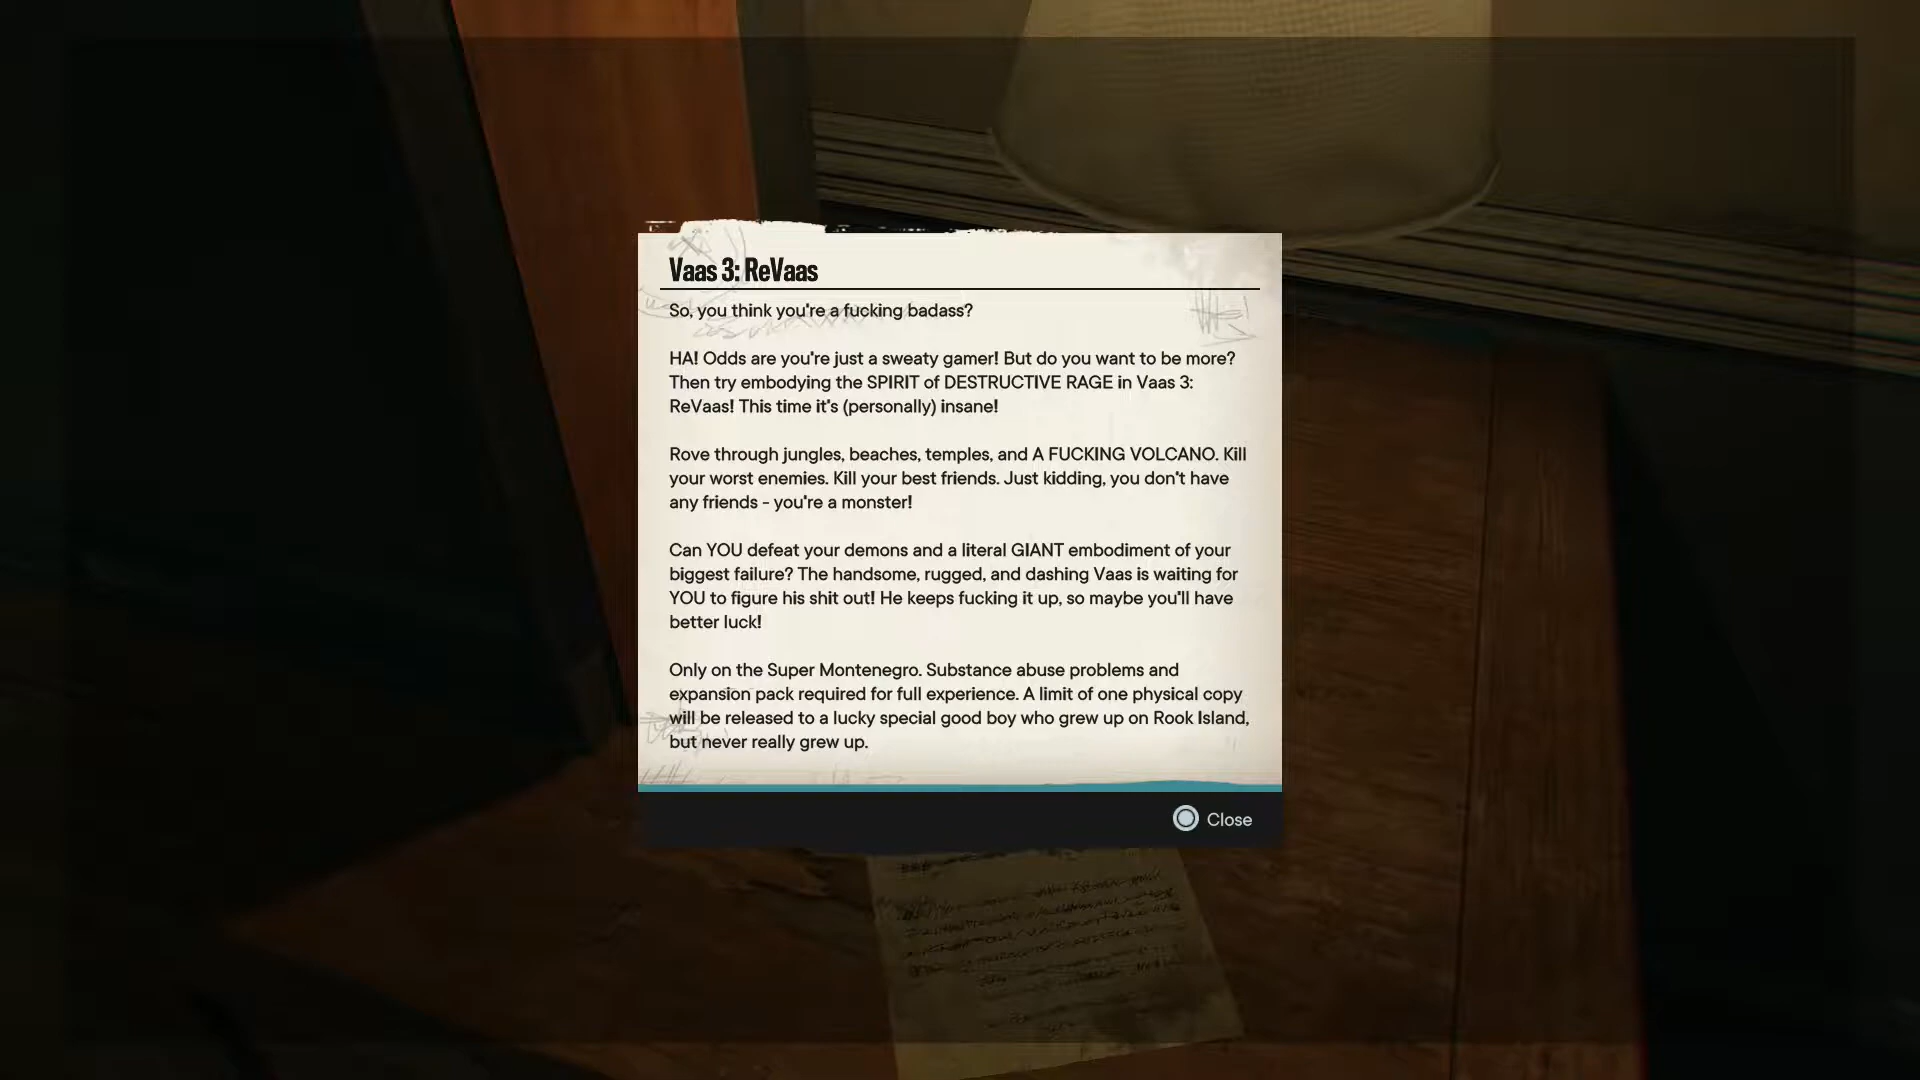 Vaas 3: ReVaas
So, you think you're a fucking badass?
HA! Odds are you're just a sweaty gamer! But do you want to be more?
Then try embodying the SPIRIT of DESTRUCTIVE RAGE in Vaas 3:
ReVaas! This time it's (personally) insane!
Rove through jungles, beaches, temples, and A FUCKING VOLCANO. Kill
your worst enemies. Kill your best friends. Just kidding, you don't have
any friends - you're a monster!
Can YOU defeat your demons and a literal GIANT embodiment of your
biggest failure? The handsome, rugged, and dashing Vaas is waiting for
YOU to figure his shit out! He keeps fucking it up, so maybe you'll have
better luck!
Only on the Super Montenegro. Substance abuse problems and
expansion pack required for full experience. A limit of one physical copy
will be released to a lucky special good boy who grew up on Rook Island,
but never really grew up.
Close